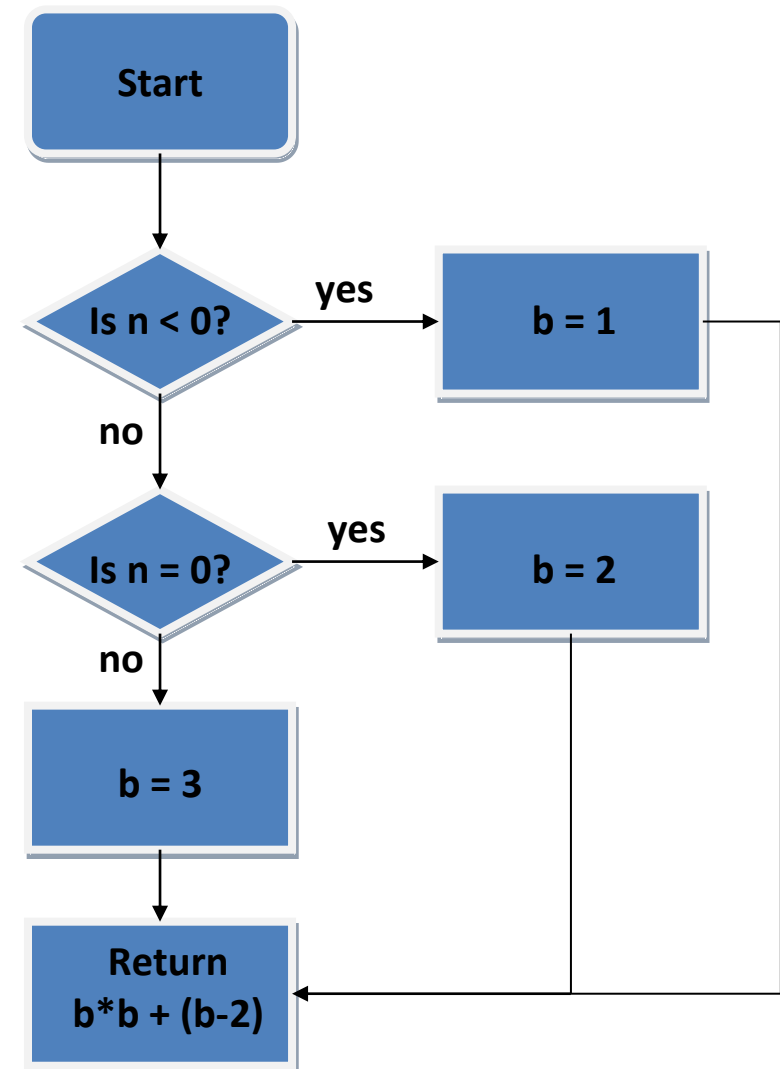 Start
Is n < 0?
yes
b = 1
no
Is n = 0?
yes
b = 2
no
b = 3
Return
b*b + (b-2)